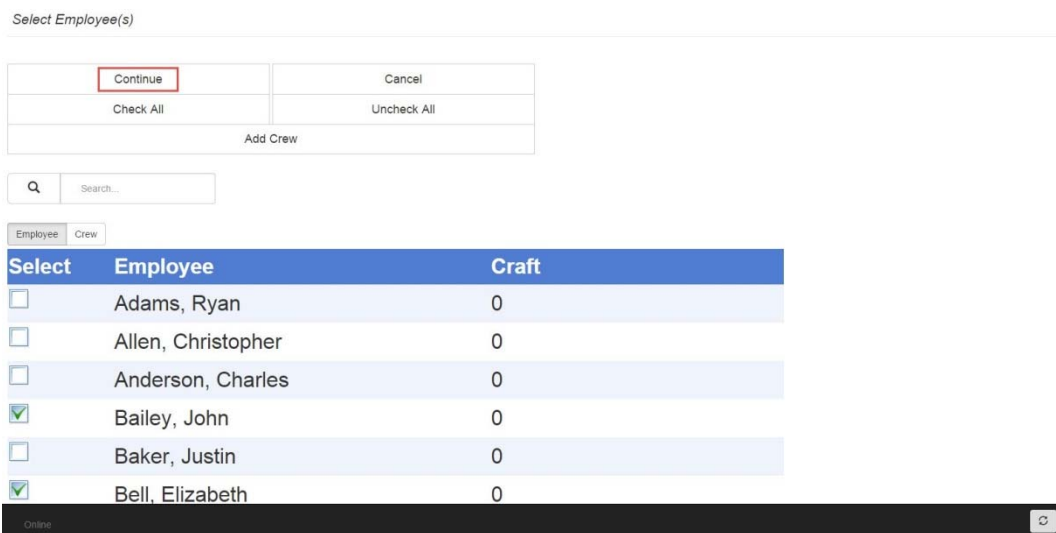 Select Employee(s)
Continue Cancel
Check All Uncheck All
Add Crew
Search...
Employee Crew
Select Employee Craft
Adams, Ryan 0
Allen, Christopher 0
Anderson, Charles 0
Bailey, John 0
Baker, Justin 0
Bell, Elizabeth 0
Online